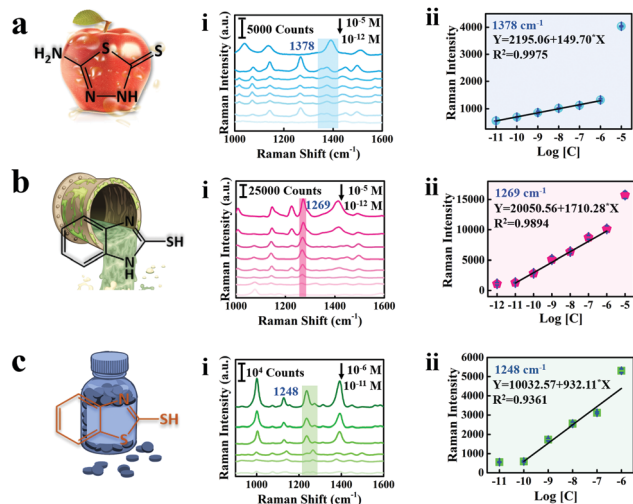 a
H₂N
S
S
N
NH
i
5000 Counts
10⁻⁵ M
10⁻¹² M
1378
Raman Intensity (a.u.)
1000 1200 1400 1600
Raman Shift (cm⁻¹)
ii
1378 cm⁻¹
Y=2195.06+149.70*X
R²=0.9975
Raman Intensity
4000
3000
2000
1000
-11 -10 -9 -8 -7 -6 -5
Log [C]
b
N
SH
N
H
i
25000 Counts
10⁻⁵ M
10⁻¹² M
1269
Raman Intensity (a.u.)
1000 1200 1400 1600
Raman Shift (cm⁻¹)
ii
1269 cm⁻¹
Y=20050.56+1710.28*X
R²=0.9894
Raman Intensity
15000
10000
5000
0
-12 -11 -10 -9 -8 -7 -6 -5
Log [C]
c
N
SH
S
i
10⁴ Counts
10⁻⁶ M
10⁻¹¹ M
1248
Raman Intensity (a.u.)
1000 1200 1400 1600
Raman Shift (cm⁻¹)
ii
1248 cm⁻¹
Y=10032.57+932.11*X
R²=0.9361
Raman Intensity
6000
5000
4000
3000
2000
1000
0
-11 -10 -9 -8 -7 -6
Log [C]